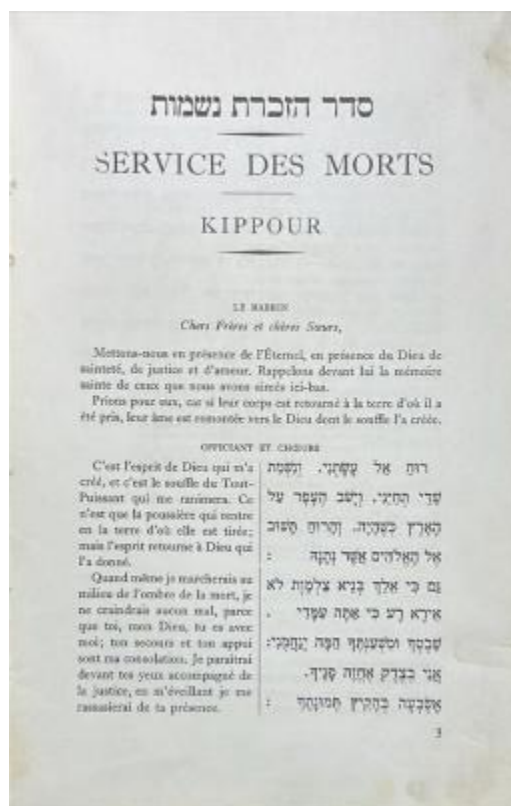 סדר הזכרת נשמות
SERVICE DES MORTS
KIPPOUR
LE RABBIN
Chers Frères et chères Sœurs,
Mettons-nous en présence de l'Éternel, en présence du Dieu de
sainteté, de justice et d'amour. Rappelons devant lui la mémoire
sainte de ceux que nous avons aimés ici-bas.
Prions pour eux, car si leur corps est retourné à la terre d'où il a
été pris, leur âme est remontée vers le Dieu dont le souffle l'a créée.
OFFICIANT ET CHŒURS
C'est l'esprit de Dieu qui m'a
créé, et c'est le souffle du Tout-
Puissant qui me ranimera. Ce
n'est que la poussière qui rentre
en la terre d'où elle est tirée;
mais l'esprit retourne à Dieu qui
l'a donné.
Quand même je marcherais au
milieu de l'ombre de la mort, je
ne craindrais aucun mal, parce
que toi, mon Dieu, tu es avec
moi; ton secours et ton appui
sont ma consolation. Je paraîtrai
devant tes yeux accompagné de
la justice, en m'éveillant je me
rassasierai de ta présence.
רוּחַ אֵל עָשָׂתְנִי. וְנִשְׁמַת
שַׁדַּי תְּחַיֵּנִי. וְיָשֹׁב הֶעָפָר עַל
הָאָרֶץ כְּשֶׁהָיָה. וְהָרוּחַ תָּשׁוּב
אֶל הָאֱלֹהִים אֲשֶׁר נְתָנָהּ :
גַּם כִּי אֵלֵךְ בְּגֵיא צַלְמָוֶת לֹא
אִירָא רָע כִּי אַתָּה עִמָּדִי .
שִׁבְטְךָ וּמִשְׁעַנְתֶּךָ הֵמָּה יְנַחֲמֻנִי:
אֲנִי בְּצֶדֶק אֶחֱזֶה פָנֶיךָ.
אֶשְׂבְּעָה בְהָקִיץ תְּמוּנָתֶךָ :
3